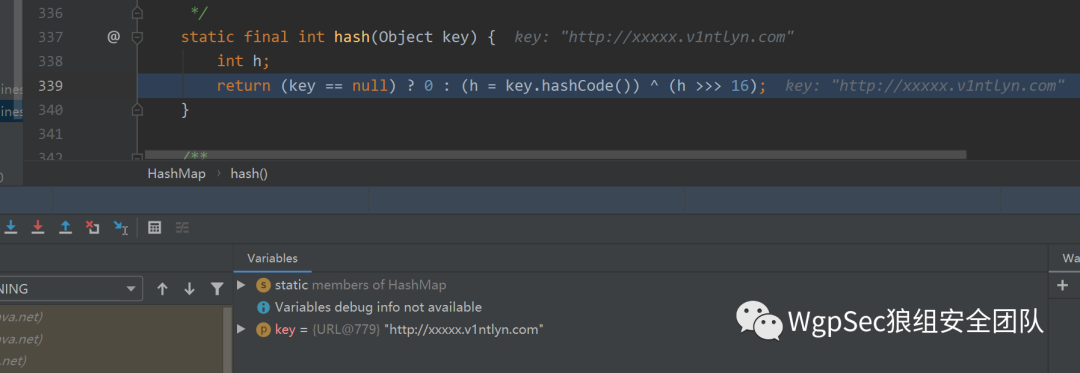 336 */
337 @ static final int hash(Object key) { key: "http://xxxxx.v1ntlyn.com"
338 int h;
339 return (key == null) ? 0 : (h = key.hashCode()) ^ (h >>> 16); key: "http://xxxxx.v1ntlyn.com"
ines
340 }
ines
341
342 /**
HashMap › hash()
Variables
Wa
NING
static members of HashMap
Variables debug info not available
key = {URL@779} "http://xxxxx.v1ntlyn.com"
va.net)
va.net)
.net)
WgpSec狼组安全团队